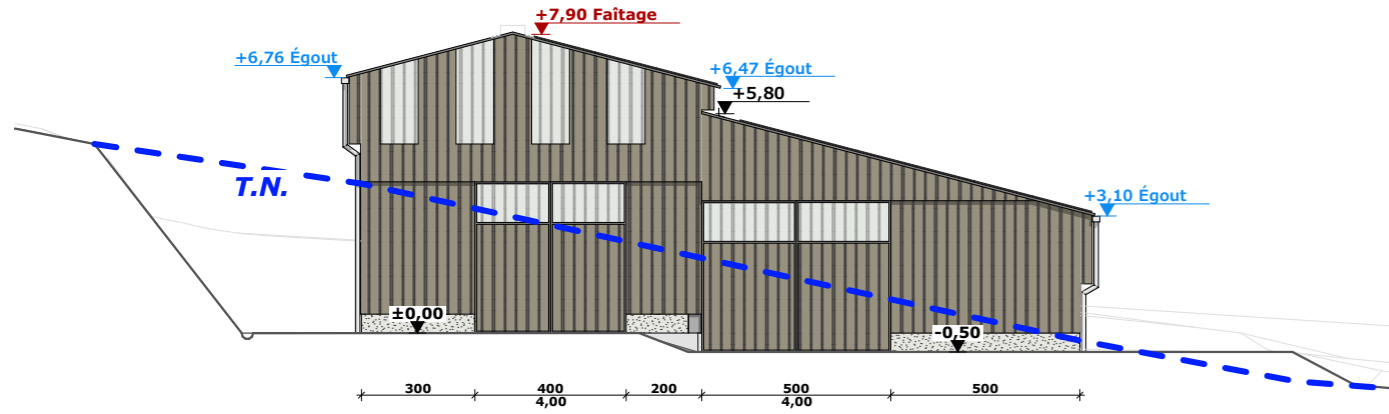 +7,90 Faîtage
+6,76 Égout
+6,47 Égout
+5,80
T.N.
+3,10 Égout
±0,00
-0,50
300 400 200 500 500
4,00 4,00